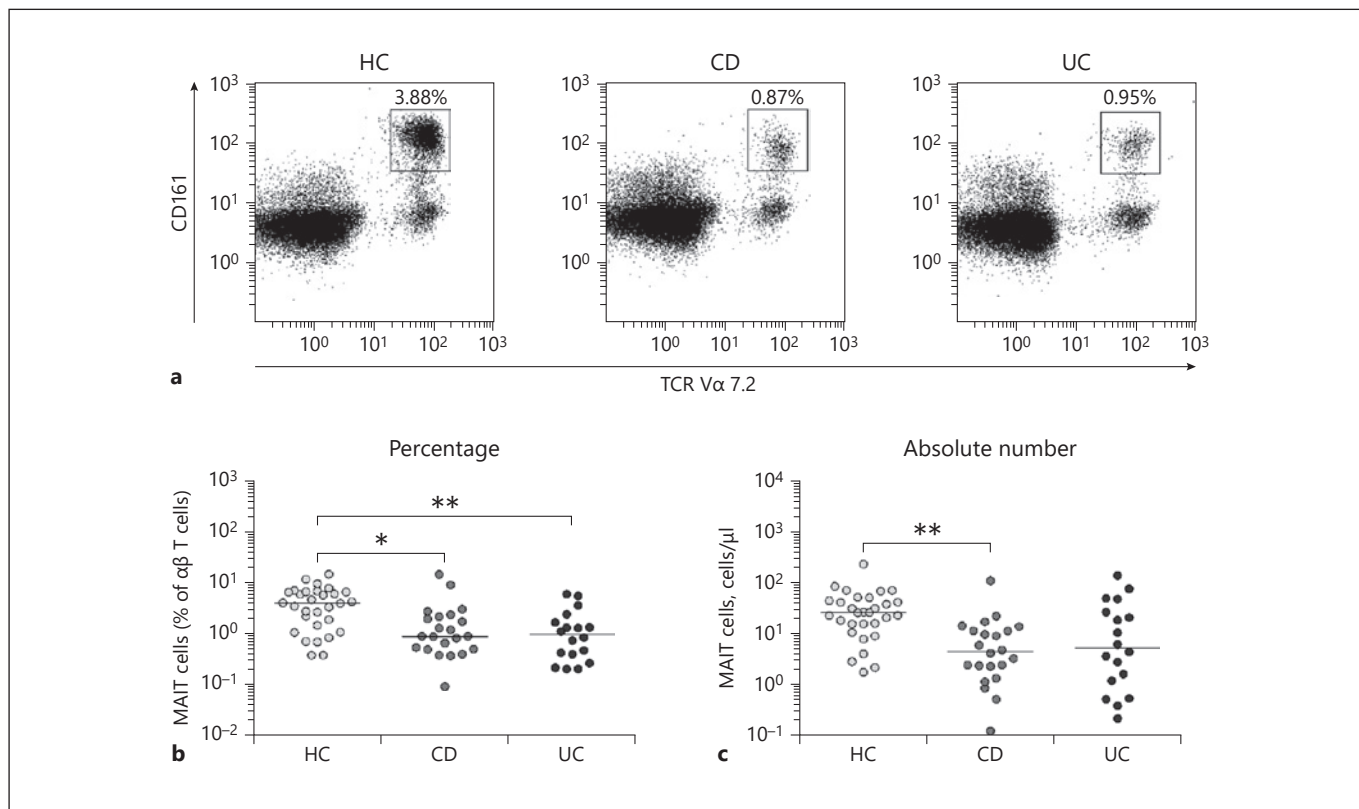 HC CD UC
10³ 10³ 10³
3.88% 0.87% 0.95%
10² 10² 10²
CD161
10¹ 10¹ 10¹
10⁰ 10⁰ 10⁰
10⁰ 10¹ 10² 10³ 10⁰ 10¹ 10² 10³ 10⁰ 10¹ 10² 10³
a
TCR Vα 7.2
Percentage
MAIT cells (% of αβ T cells)
10³
10²
10¹
10⁰
10⁻¹
10⁻²
**
*
b
HC CD UC
Absolute number
MAIT cells, cells/μl
10⁴
10³
10²
10¹
10⁰
10⁻¹
**
c
HC CD UC